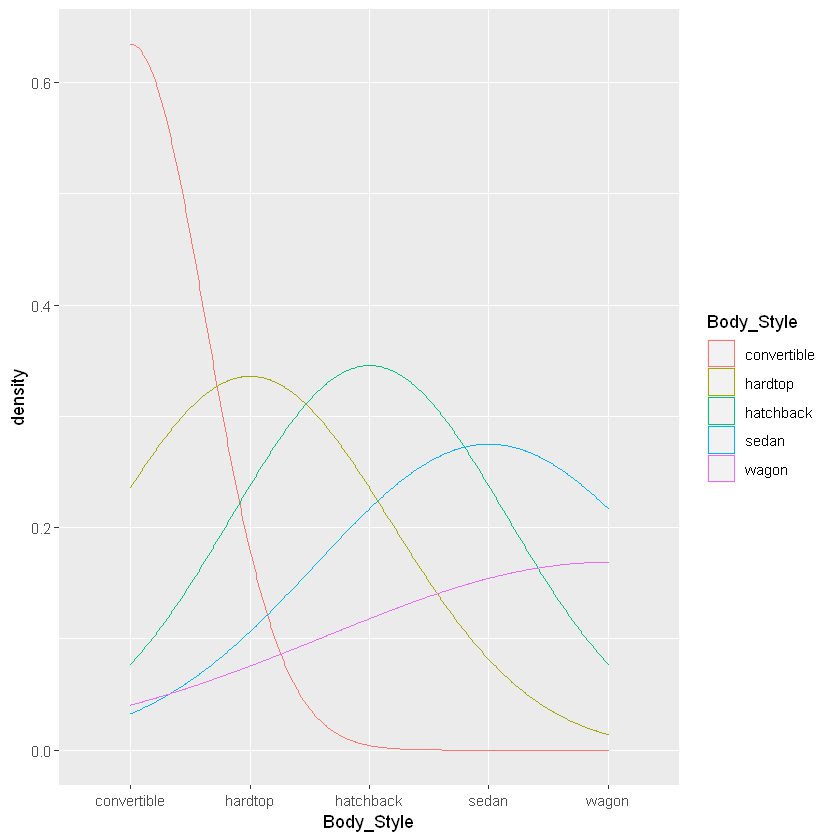 0.6
0.4
0.2
0.0
density
convertible
hardtop
hatchback
sedan
wagon
Body_Style
Body_Style
convertible
hardtop
hatchback
sedan
wagon